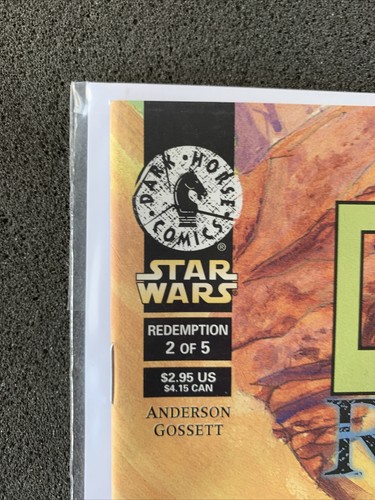 DARK • HORSE
COMICS
®
STAR
WARS
REDEMPTION
2 OF 5
$2.95 US
$4.15 CAN
ANDERSON
GOSSETT
R